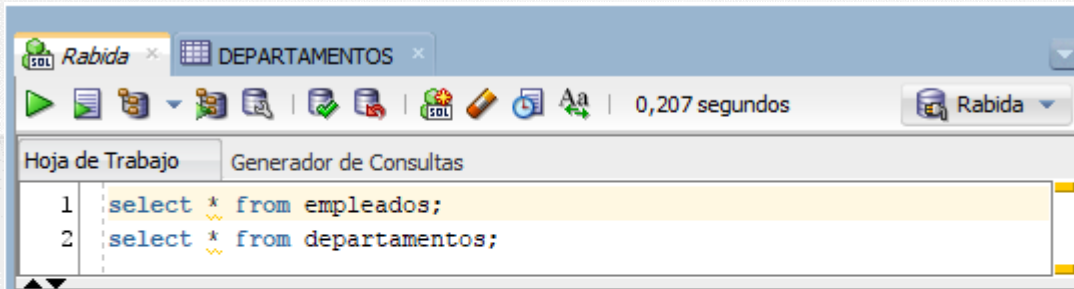 Rabida DEPARTAMENTOS
SQL 0,207 segundos Rabida
Hoja de Trabajo Generador de Consultas
1 select * from empleados;
2 select * from departamentos;